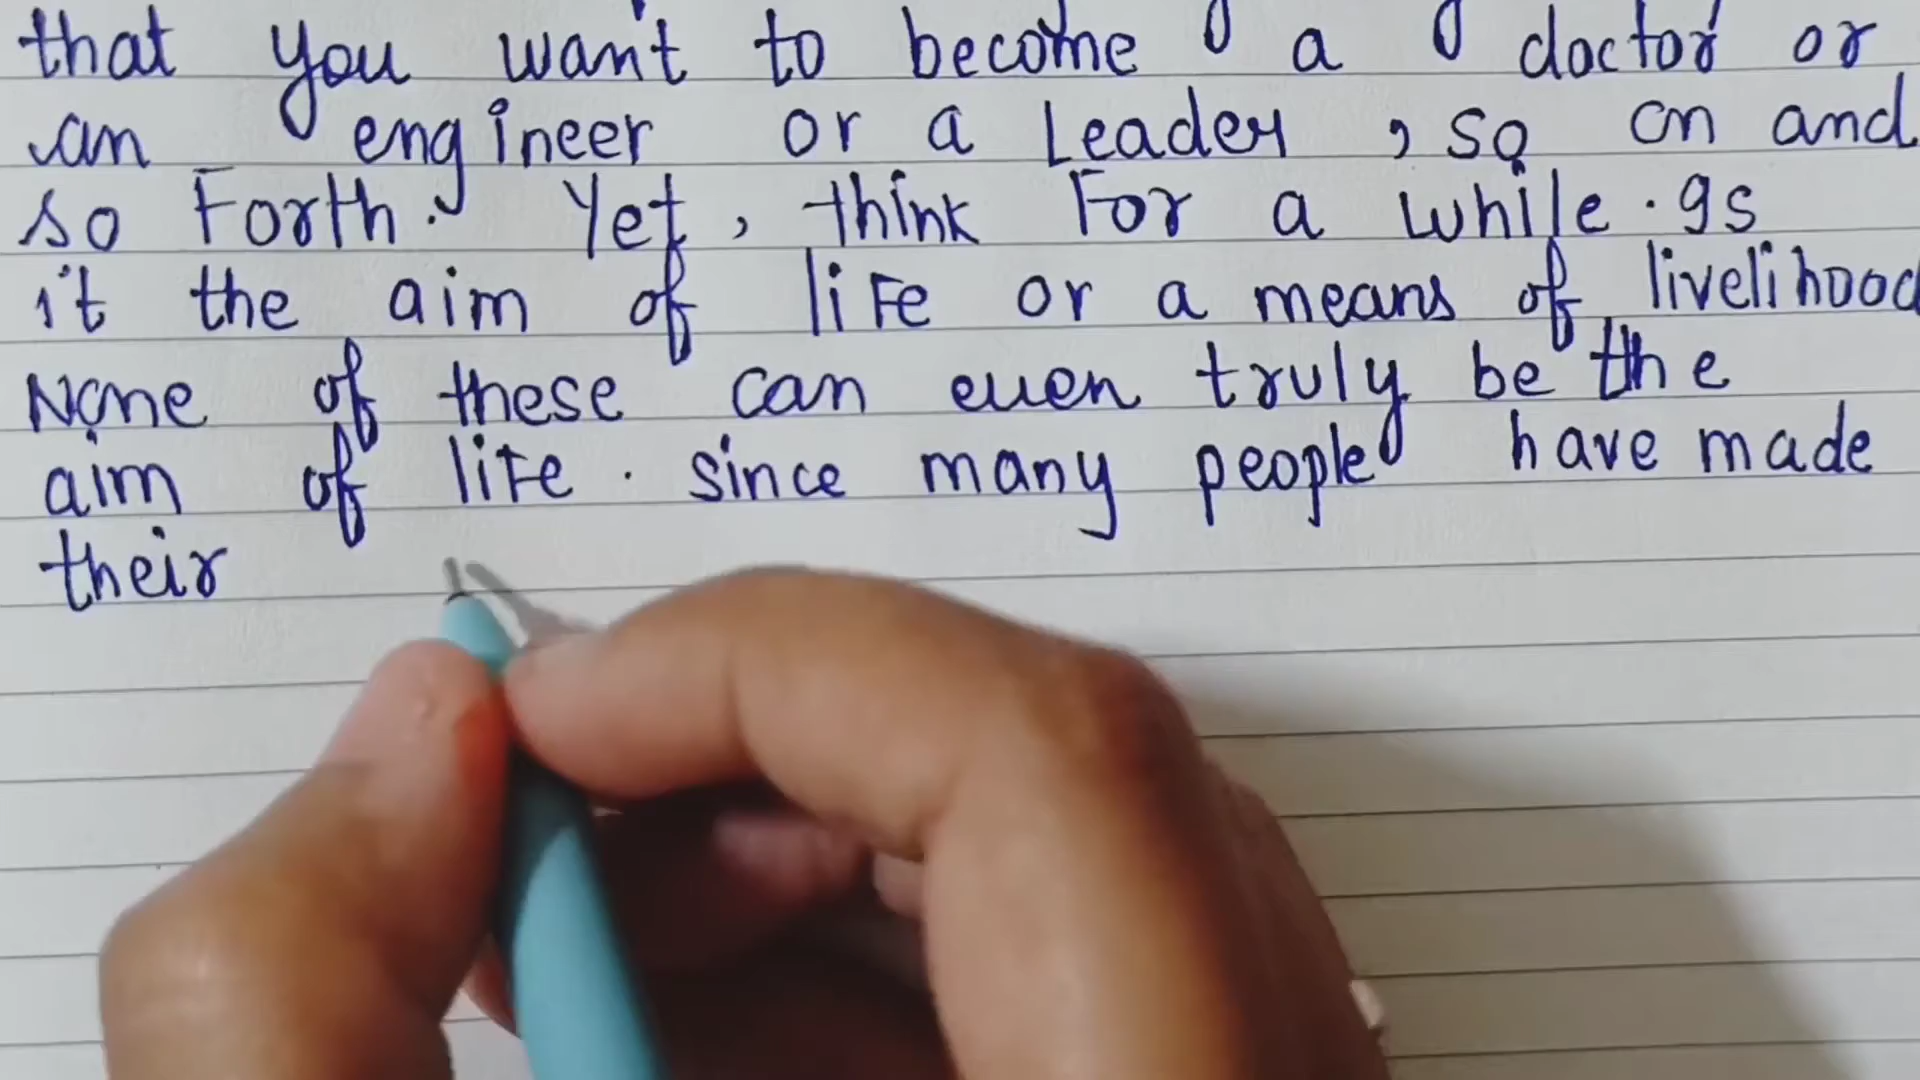 that you want to become a doctor or
an engineer or a Leader, so on and
so Forth. Yet, think For a while. Is
it the aim of life or a means of livelihood
None of these can even truly be the
aim of life. since many people have made
their